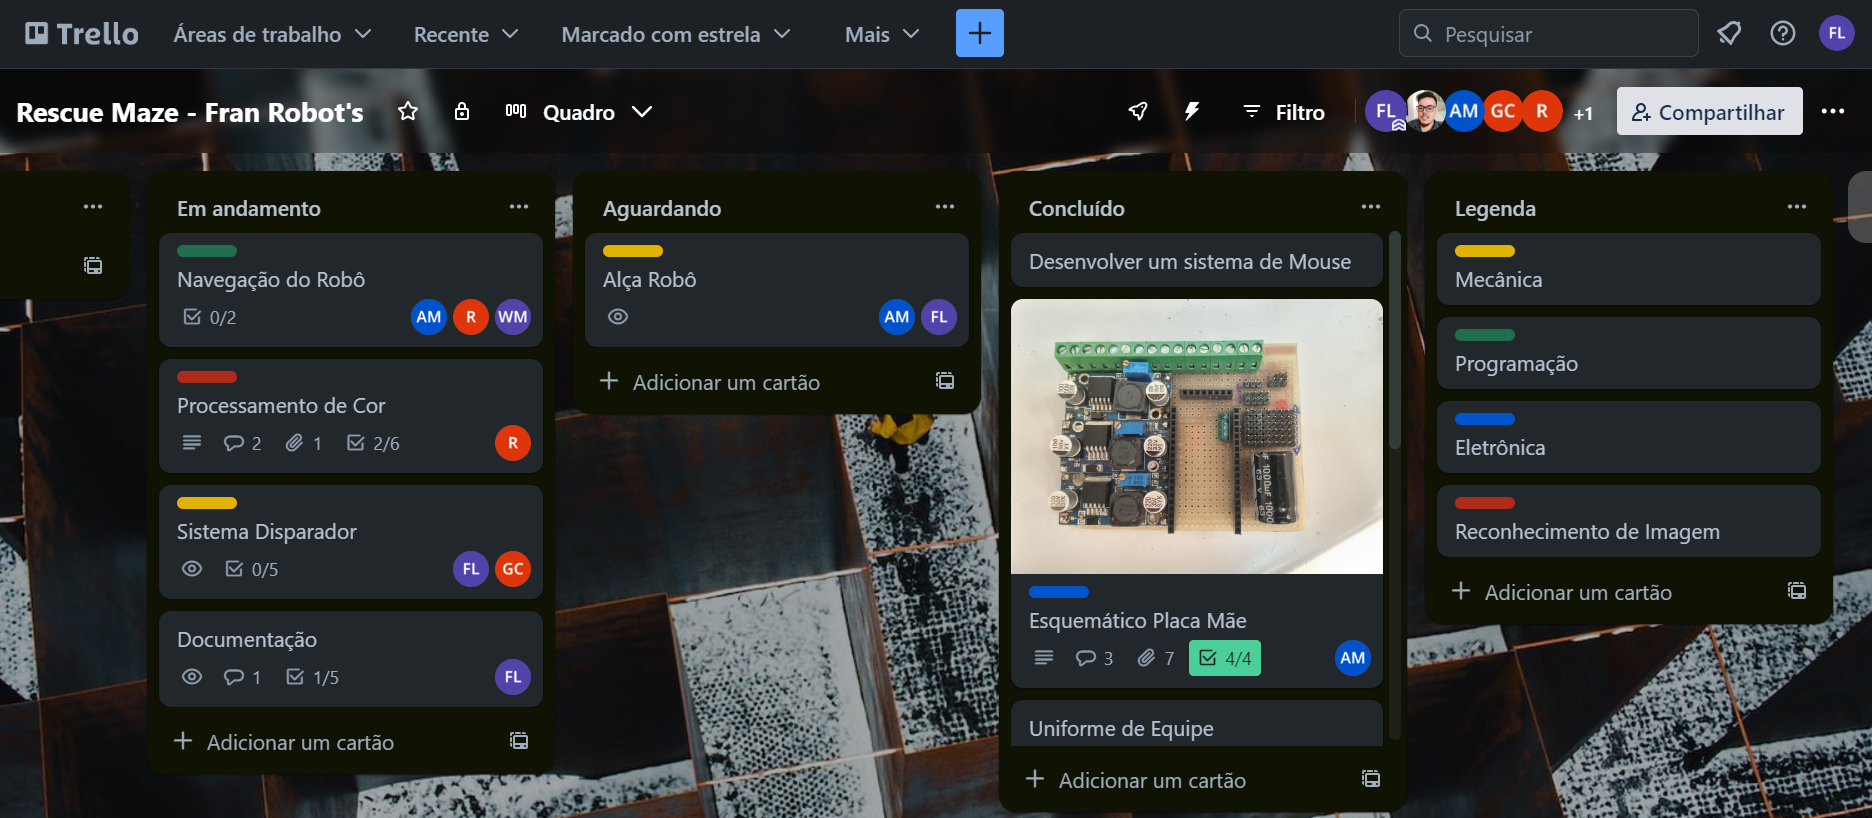 Trello
Áreas de trabalho
Recente
Marcado com estrela
Mais
Pesquisar
FL
Rescue Maze - Fran Robot's
Quadro
Filtro
FL
AM
GC
R
+1
Compartilhar
Em andamento
Navegação do Robô
0/2
AM
R
WM
Processamento de Cor
2
1
2/6
R
Sistema Disparador
0/5
FL
GC
Documentação
1
1/5
FL
Adicionar um cartão
Aguardando
Alça Robô
AM
FL
Adicionar um cartão
Concluído
Desenvolver um sistema de Mouse
1000µF
Esquemático Placa Mãe
3
7
4/4
AM
Uniforme de Equipe
Adicionar um cartão
Legenda
Mecânica
Programação
Eletrônica
Reconhecimento de Imagem
Adicionar um cartão